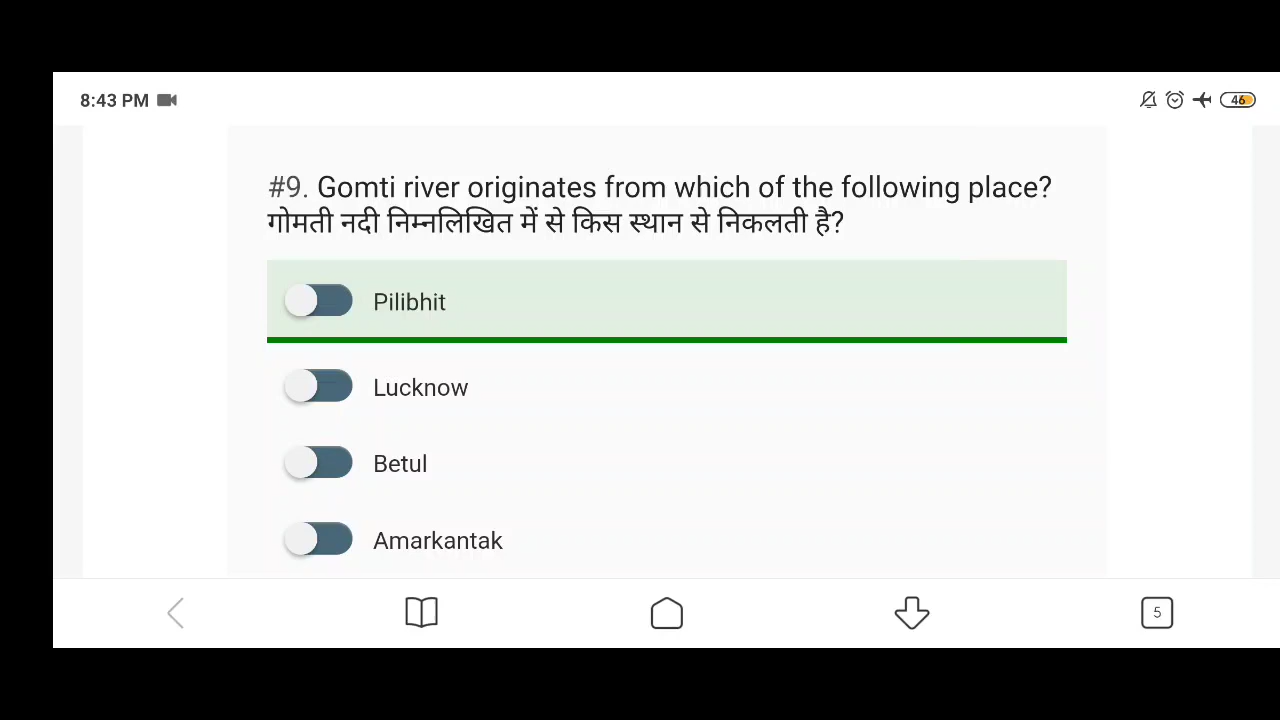 8:43 PM
46
#9. Gomti river originates from which of the following place?
गोमती नदी निम्नलिखित में से किस स्थान से निकलती है?
Pilibhit
Lucknow
Betul
Amarkantak
5